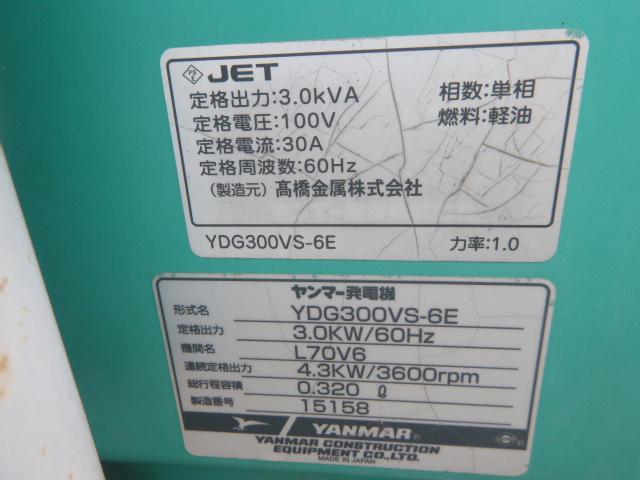 PS
E JET
定格出力:3.0kVA 相数:単相
定格電圧:100V 燃料:軽油
定格電流:30A
定格周波数:60Hz
(製造元) 髙橋金属株式会社
YDG300VS-6E 力率:1.0
ヤンマー発電機
形式名 YDG300VS-6E
定格出力 3.0KW/60Hz
機関名 L70V6
連続定格出力 4.3KW/3600rpm
総行程容積 0.320 ℓ
製造番号 15158
YANMAR®
YANMAR CONSTRUCTION
EQUIPMENT CO.,LTD.
MADE IN JAPAN